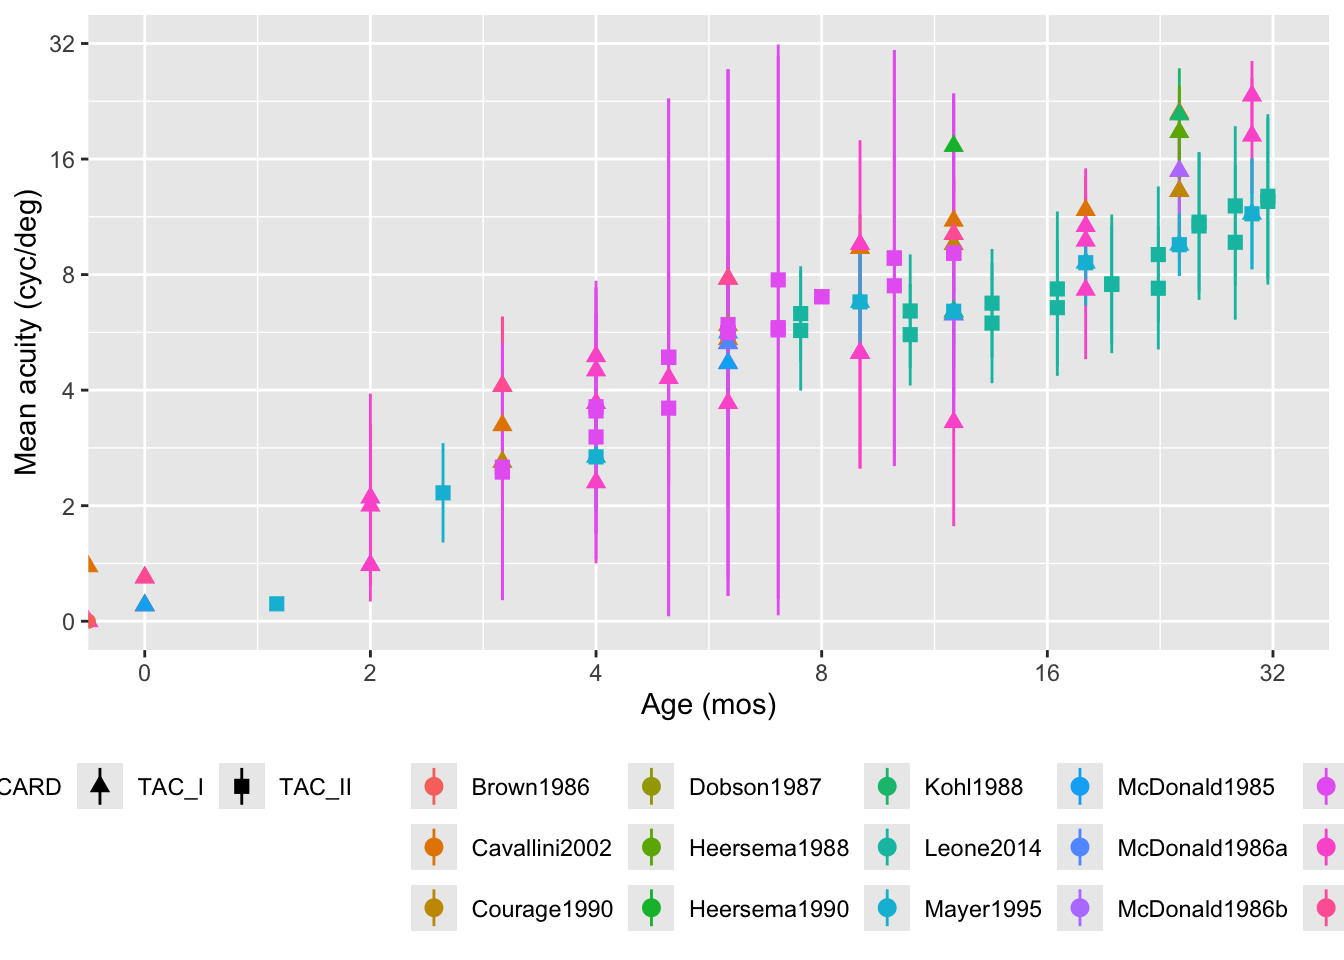 32
16
8
4
2
0
Mean acuity (cyc/deg)
0 2 4 8 16 32
Age (mos)
CARD TAC_I TAC_II Brown1986 Dobson1987 Kohl1988 McDonald1985
Cavallini2002 Heersema1988 Leone2014 McDonald1986a
Courage1990 Heersema1990 Mayer1995 McDonald1986b